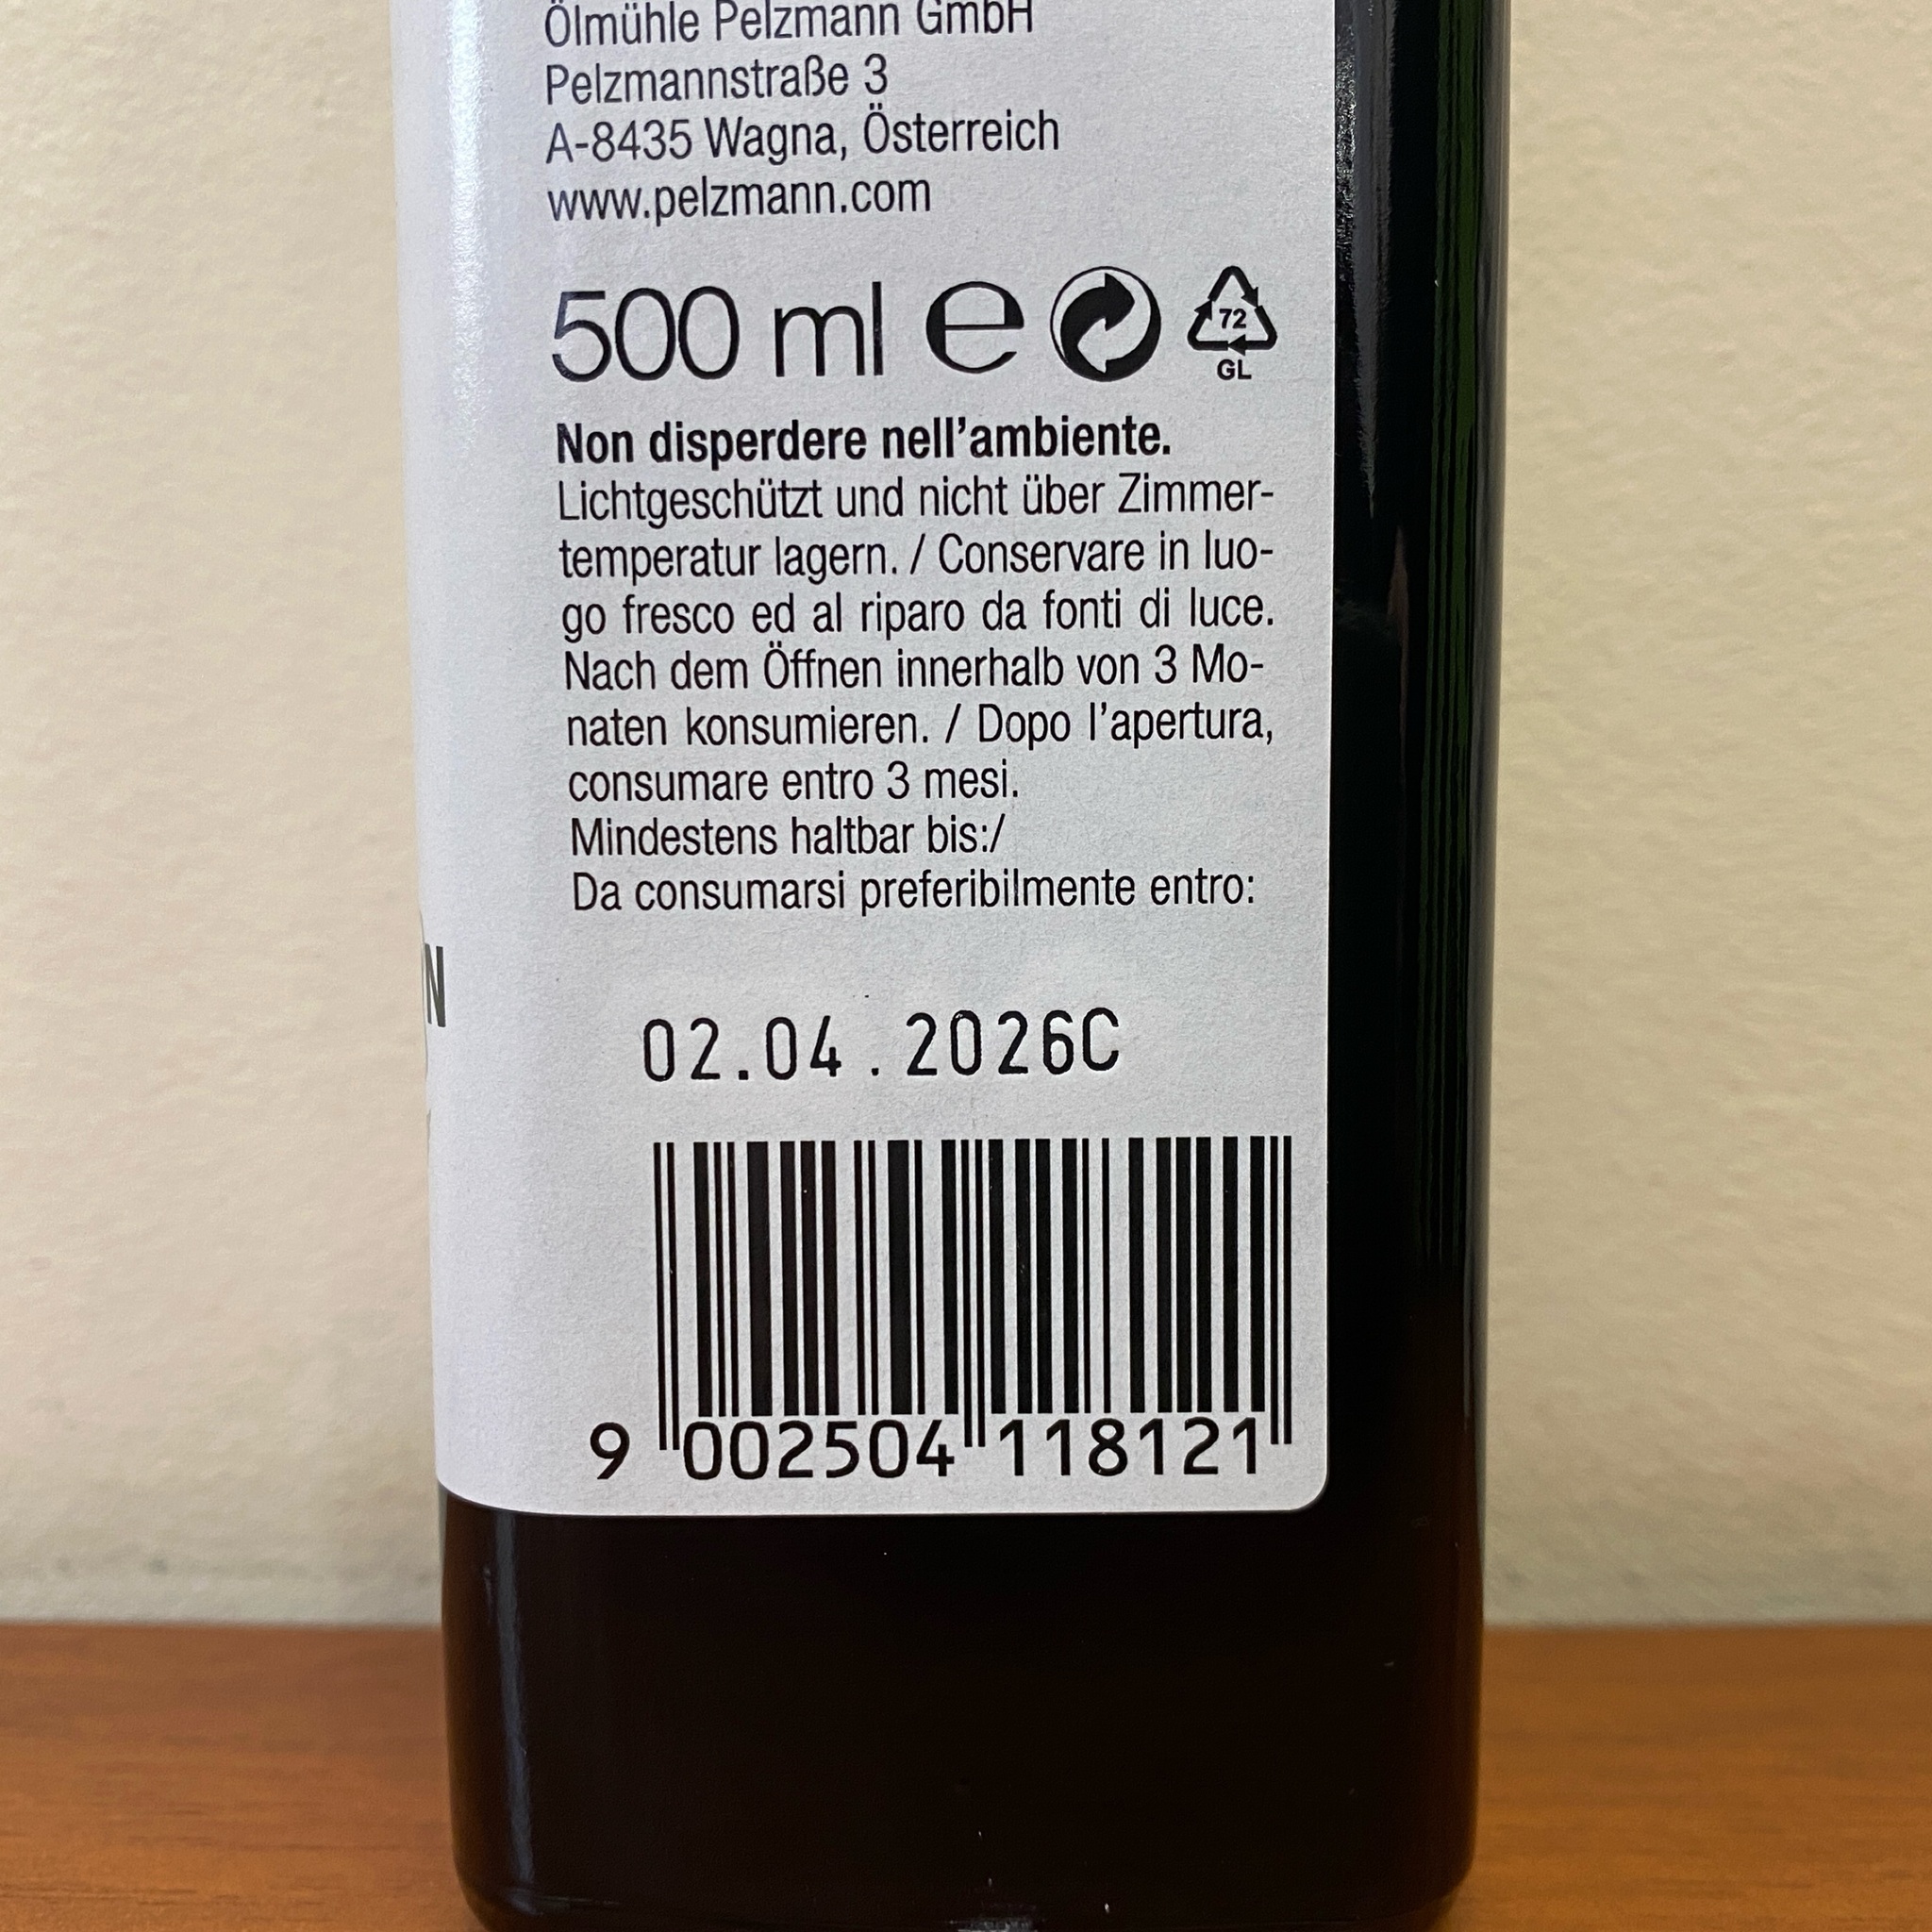 Ölmühle Pelzmann GmbH
Pelzmannstraße 3
A-8435 Wagna, Österreich
www.pelzmann.com
500 ml e
72
GL
Non disperdere nell’ambiente.
Lichtgeschützt und nicht über Zimmer-
temperatur lagern. / Conservare in luo-
go fresco ed al riparo da fonti di luce.
Nach dem Öffnen innerhalb von 3 Mo-
naten konsumieren. / Dopo l’apertura,
consumare entro 3 mesi.
Mindestens haltbar bis:/
Da consumarsi preferibilmente entro:
N
02.04.2026C
9 002504 118121